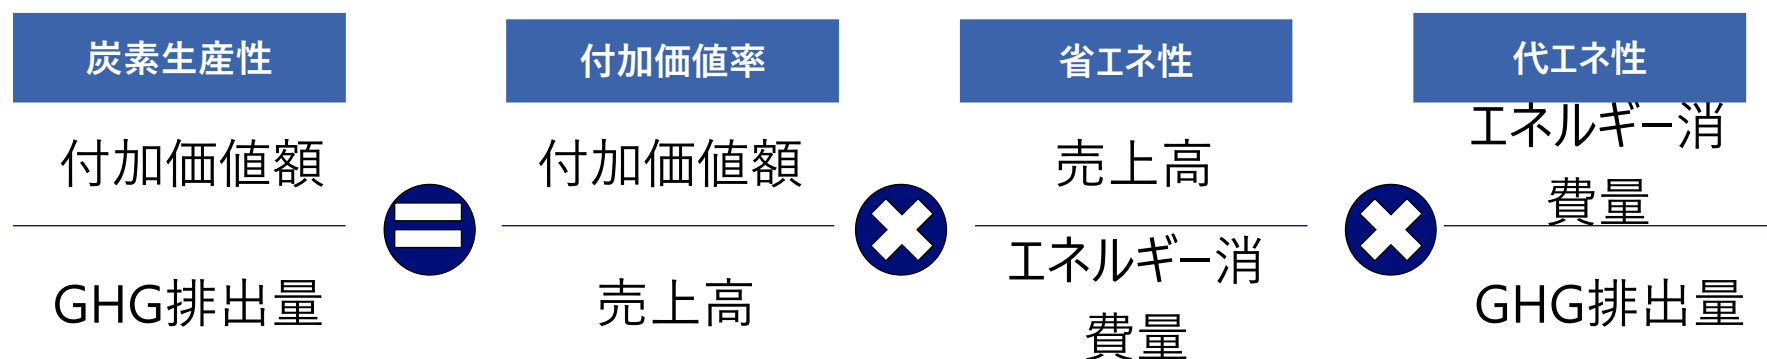 炭素生産性
付加価値率
省エネ性
代エネ性
付加価値額
GHG排出量
付加価値額
売上高
売上高
エネルギー消
費量
エネルギー消
費量
GHG排出量